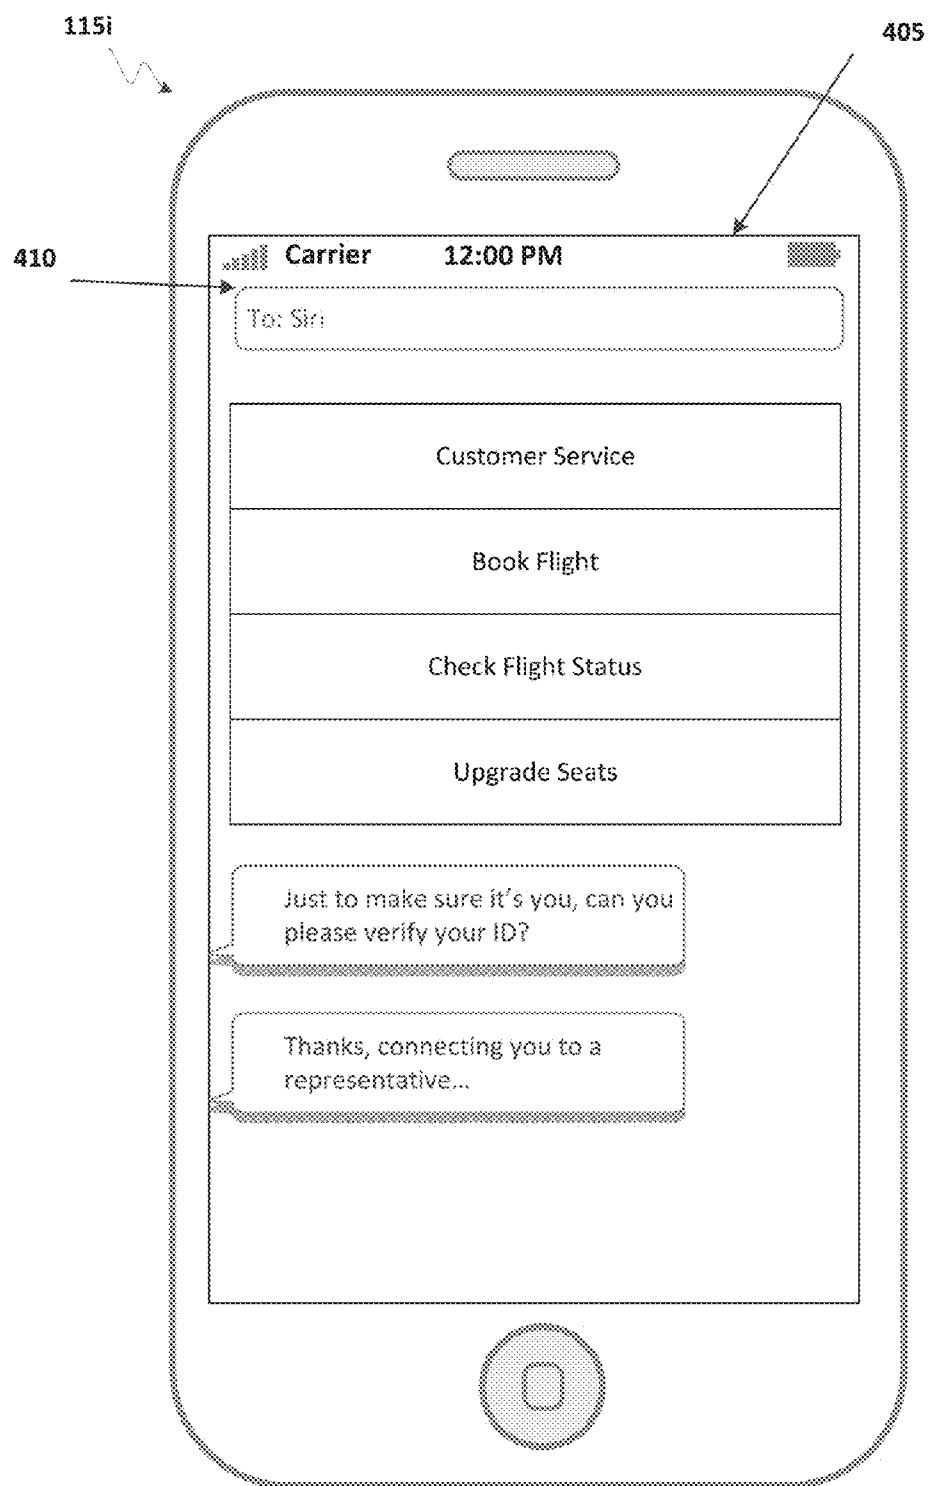 115i
405
410
Carrier 12:00 PM
To: Siri
Customer Service
Book Flight
Check Flight Status
Upgrade Seats
Just to make sure it's you, can you
please verify your ID?
Thanks, connecting you to a
representative...